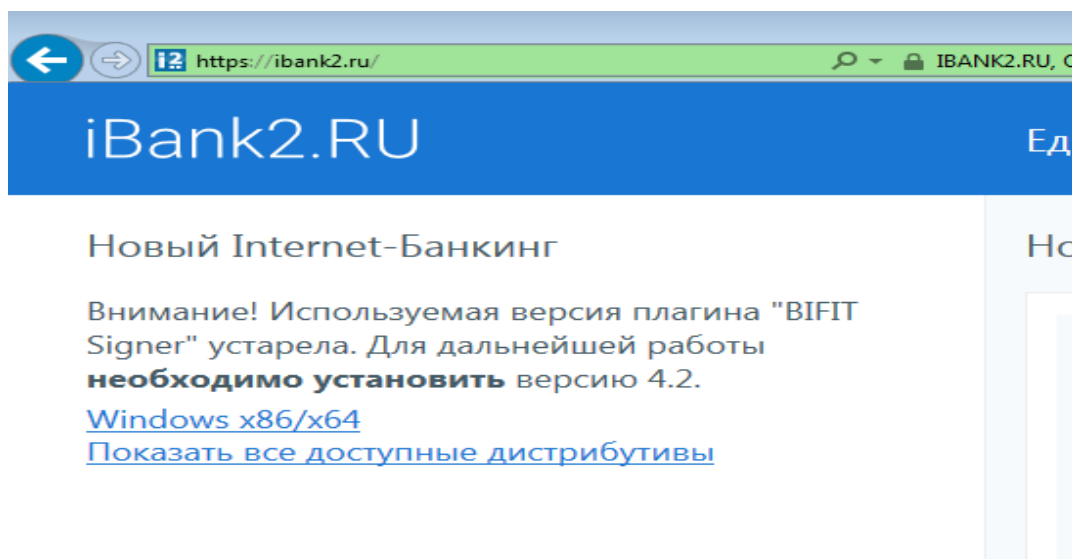 https://ibank2.ru/
IBANK2.RU,
iBank2.RU
Новый Internet-Банкинг
Внимание! Используемая версия плагина "BIFIT
Signer" устарела. Для дальнейшей работы
необходимо установить версию 4.2.
Windows x86/x64
Показать все доступные дистрибутивы